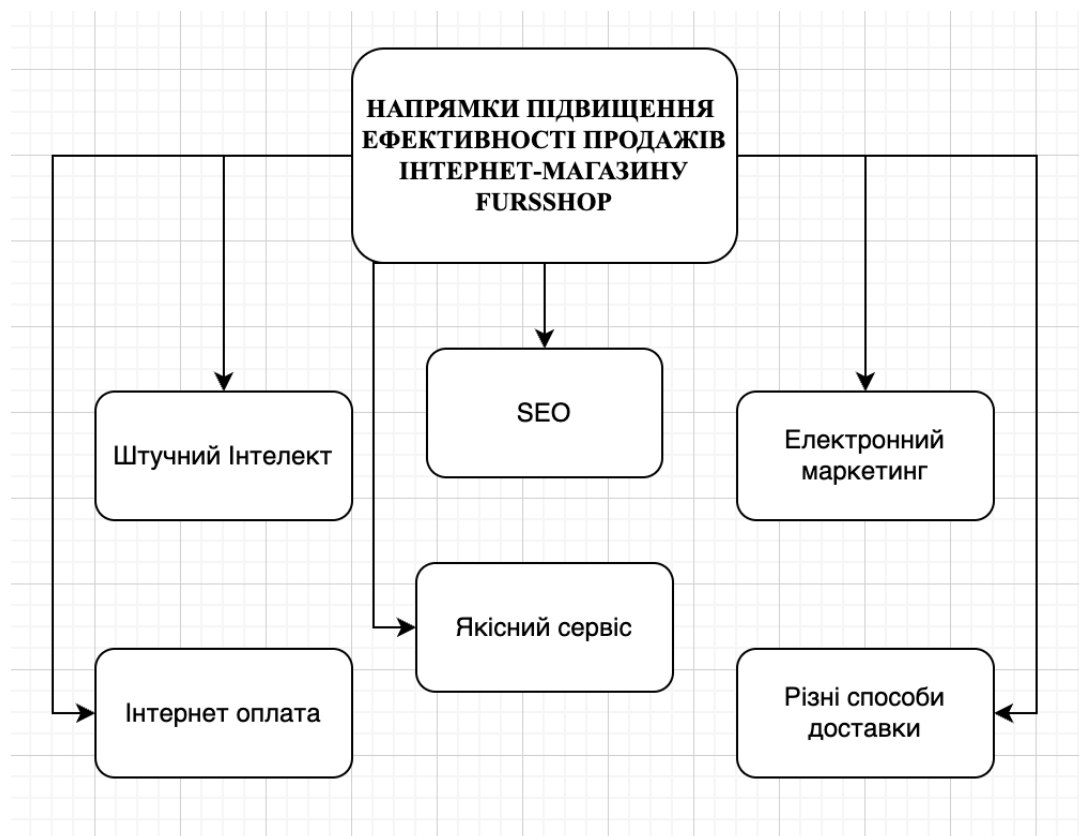 НАПРЯМКИ ПІДВИЩЕННЯ
ЕФЕКТИВНОСТІ ПРОДАЖІВ
ІНТЕРНЕТ-МАГАЗИНУ
FURSSHOP
SEO
Штучний Інтелект
Електронний
маркетинг
Якісний сервіс
Інтернет оплата
Різні способи
доставки